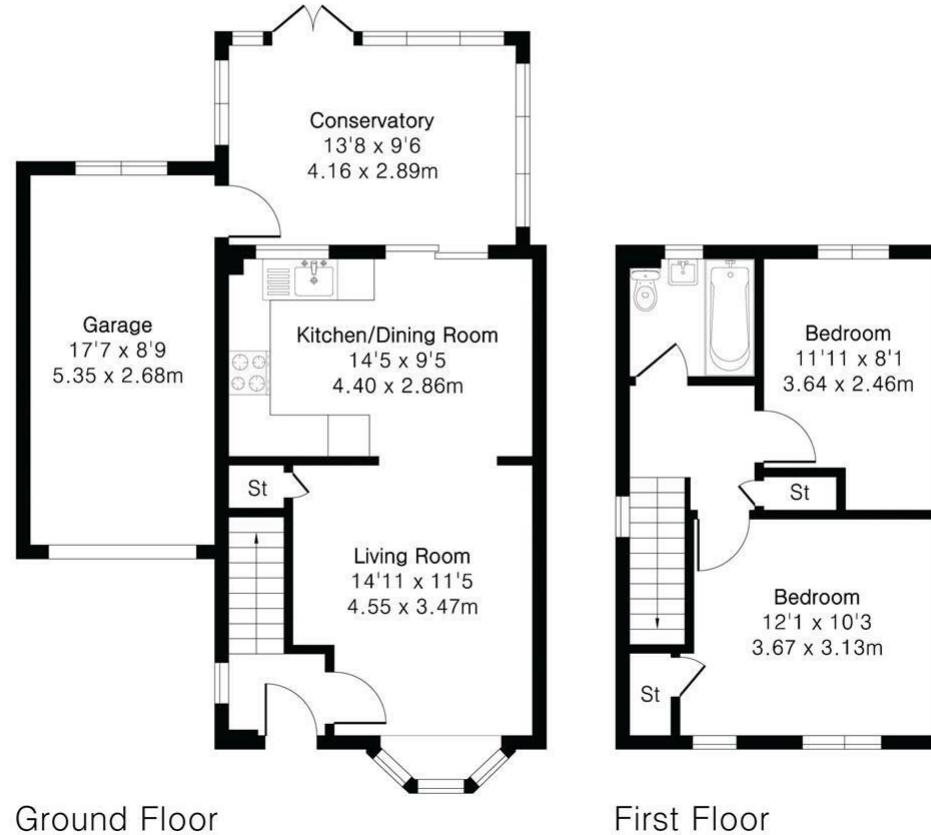 Conservatory
13'8 x 9'6
4.16 x 2.89m
Garage
17'7 x 8'9
5.35 x 2.68m
Kitchen/Dining Room
14'5 x 9'5
4.40 x 2.86m
St
Living Room
14'11 x 11'5
4.55 x 3.47m
Ground Floor
Bedroom
11'11 x 8'1
3.64 x 2.46m
St
Bedroom
12'1 x 10'3
3.67 x 3.13m
St
First Floor